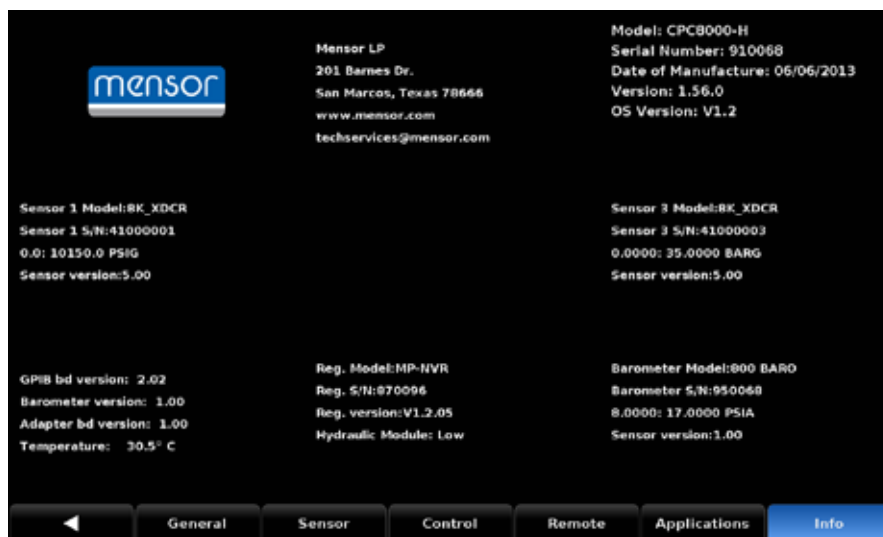 mensor
Mensor LP
201 Barnes Dr.
San Marcos, Texas 78666
www.mensor.com
techservices@mensor.com
Model: CPC8000-H
Serial Number: 910068
Date of Manufacture: 06/06/2013
Version: 1.56.0
OS Version: V1.2
Sensor 1 Model:8K_XDCR
Sensor 1 S/N:41000001
0.0: 10150.0 PSIG
Sensor version:5.00
Sensor 3 Model:8K_XDCR
Sensor 3 S/N:41000003
0.0000: 35.0000 BARG
Sensor version:5.00
GPIB bd version: 2.02
Barometer version: 1.00
Adapter bd version: 1.00
Temperature: 30.5° C
Reg. Model:MP-NVR
Reg. S/N:870096
Reg. version:V1.2.05
Hydraulic Module: Low
Barometer Model:800 BARO
Barometer S/N:950068
8.0000: 17.0000 PSIA
Sensor version:1.00
General
Sensor
Control
Remote
Applications
Info